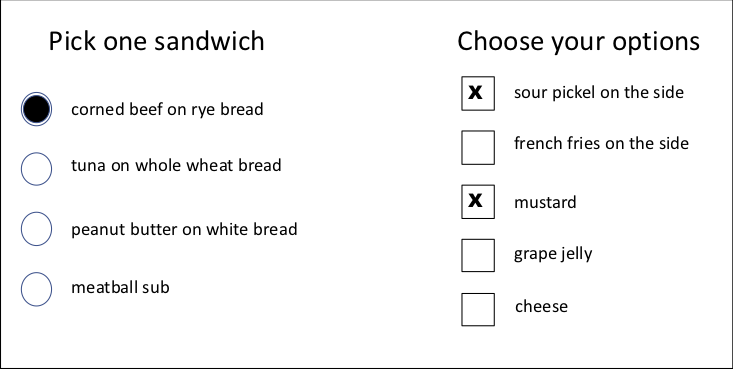 Pick one sandwich
corned beef on rye bread
tuna on whole wheat bread
peanut butter on white bread
meatball sub
Choose your options
x sour pickel on the side
french fries on the side
x mustard
grape jelly
cheese